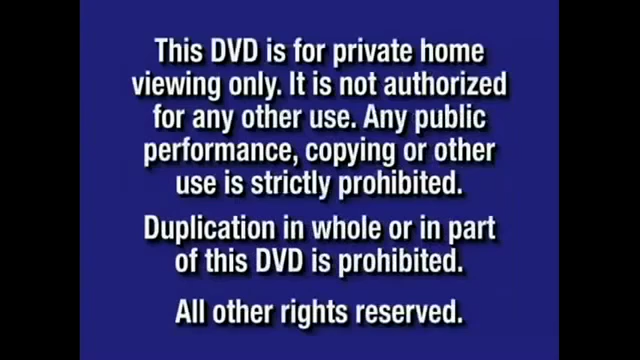 This DVD is for private home
viewing only. It is not authorized
for any other use. Any public
performance, copying or other
use is strictly prohibited.
Duplication in whole or in part
of this DVD is prohibited.
All other rights reserved.